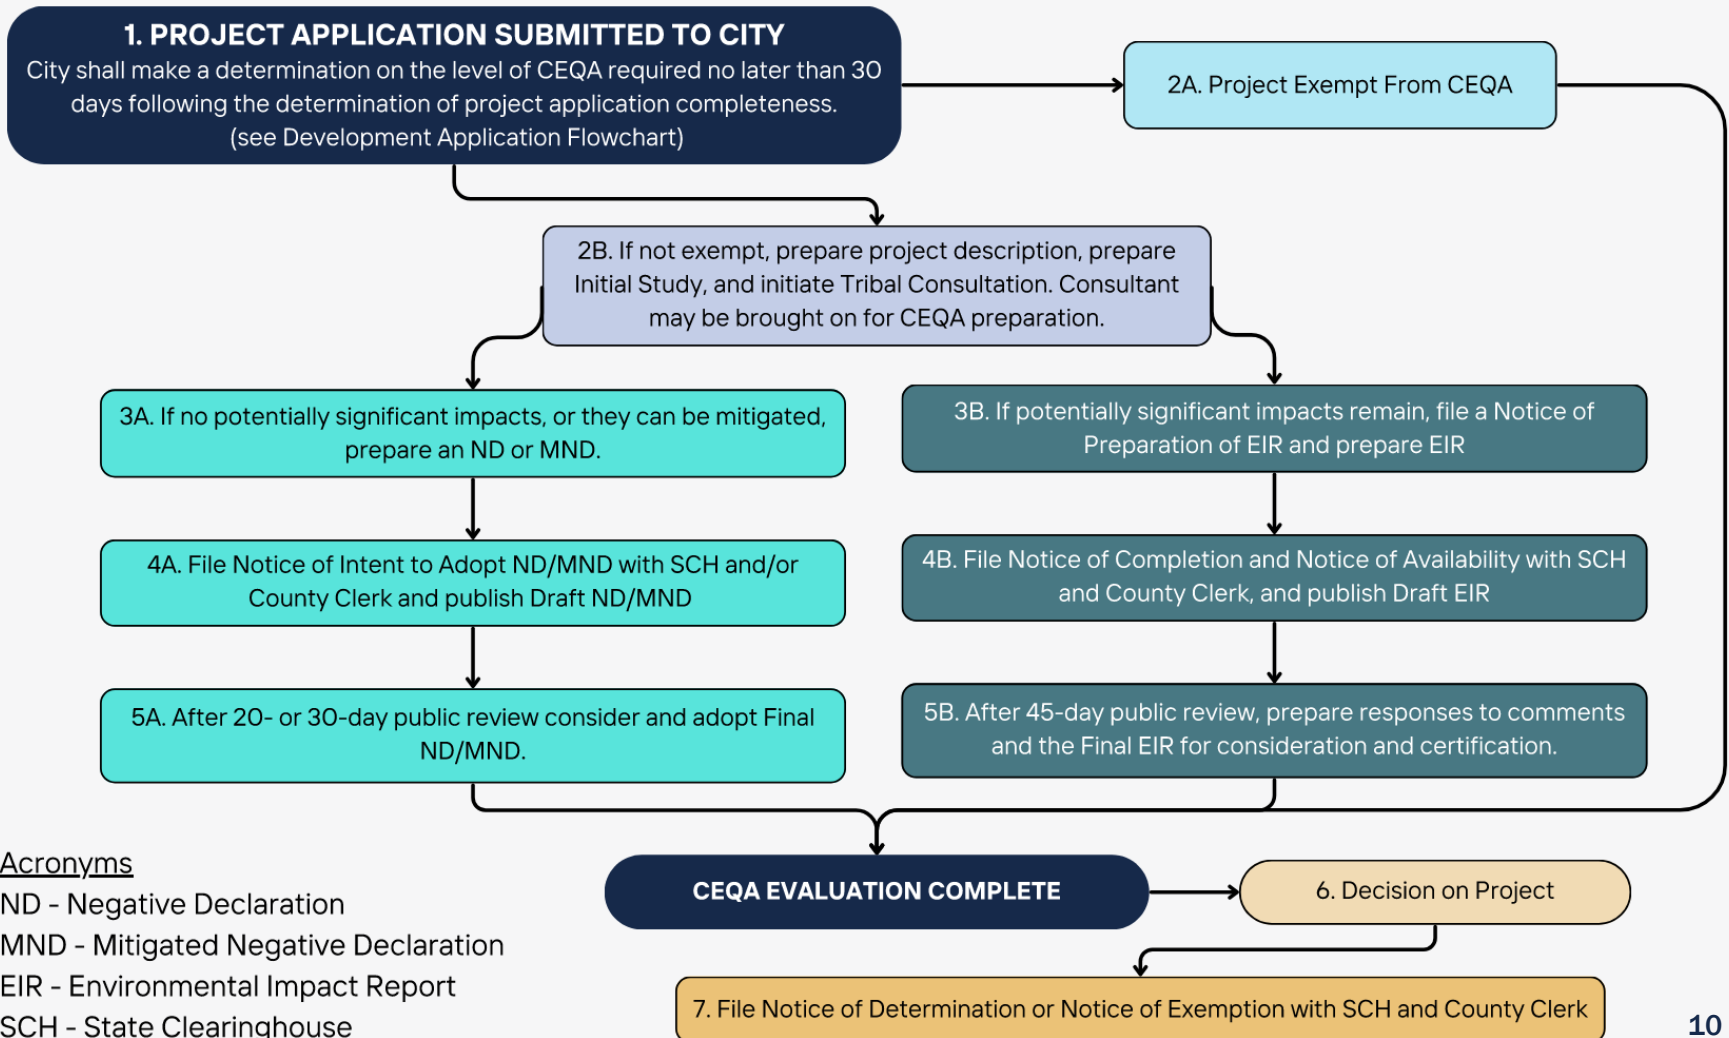 1. PROJECT APPLICATION SUBMITTED TO CITY
City shall make a determination on the level of CEQA required no later than 30
days following the determination of project application completeness.
(see Development Application Flowchart)
2A. Project Exempt From CEQA
2B. If not exempt, prepare project description, prepare
Initial Study, and initiate Tribal Consultation. Consultant
may be brought on for CEQA preparation.
3A. If no potentially significant impacts, or they can be mitigated,
prepare an ND or MND.
3B. If potentially significant impacts remain, file a Notice of
Preparation of EIR and prepare EIR
4A. File Notice of Intent to Adopt ND/MND with SCH and/or
County Clerk and publish Draft ND/MND
4B. File Notice of Completion and Notice of Availability with SCH
and County Clerk, and publish Draft EIR
5A. After 20- or 30-day public review consider and adopt Final
ND/MND.
5B. After 45-day public review, prepare responses to comments
and the Final EIR for consideration and certification.
CEQA EVALUATION COMPLETE
6. Decision on Project
7. File Notice of Determination or Notice of Exemption with SCH and County Clerk
Acronyms
ND - Negative Declaration
MND - Mitigated Negative Declaration
EIR - Environmental Impact Report
SCH - State Clearinghouse
10